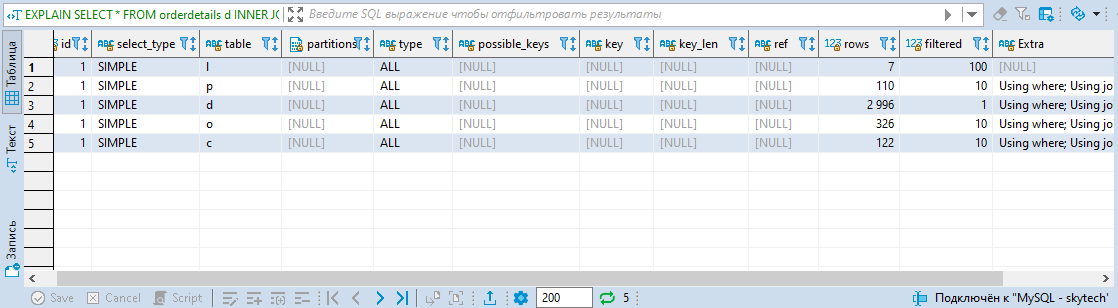 EXPLAIN SELECT * FROM orderdetails d INNER JO
Введите SQL выражение чтобы отфильтровать результаты
Таблица
Текст
Запись
id select_type table partitions type possible_keys key key_len ref 123 rows 123 filtered Extra
1 1 SIMPLE l [NULL] ALL [NULL] [NULL] [NULL] [NULL] 7 100 [NULL]
2 1 SIMPLE p [NULL] ALL [NULL] [NULL] [NULL] [NULL] 110 10 Using where; Using jo
3 1 SIMPLE d [NULL] ALL [NULL] [NULL] [NULL] [NULL] 2 996 1 Using where; Using jo
4 1 SIMPLE o [NULL] ALL [NULL] [NULL] [NULL] [NULL] 326 10 Using where; Using jo
5 1 SIMPLE c [NULL] ALL [NULL] [NULL] [NULL] [NULL] 122 10 Using where; Using jo
Save Cancel Script 200 5 Подключён к "MySQL - skytech"